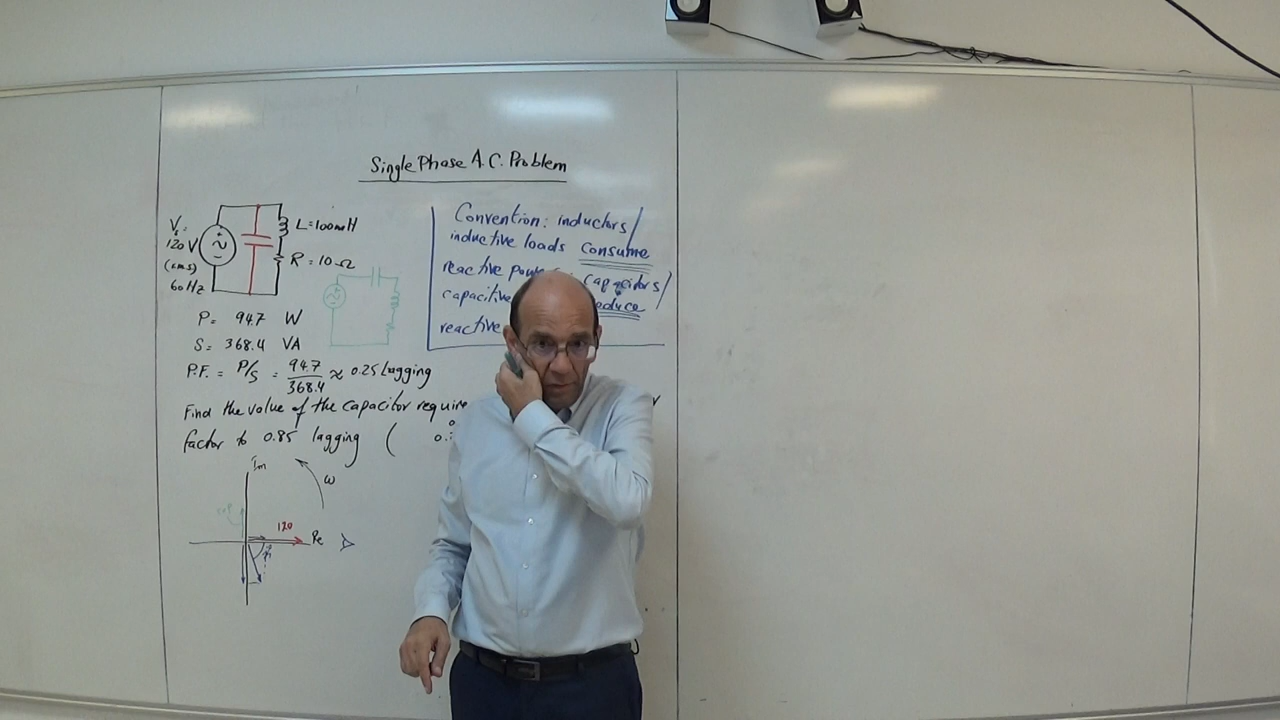 Single Phase A.C. Problem
Vs =
120 V
(rms)
60 Hz
L = 100 mH
R = 10 Ω
Convention: inductors/
inductive loads consume
reactive capacitors/
capacitive
reactive
P = 94.7 W
S = 368.4 VA
P.F. = P/S = 94.7/368.4 ≈ 0.25 Lagging
Find the value of the capacitor
factor to 0.85 lagging (
Im
ω
120
Re